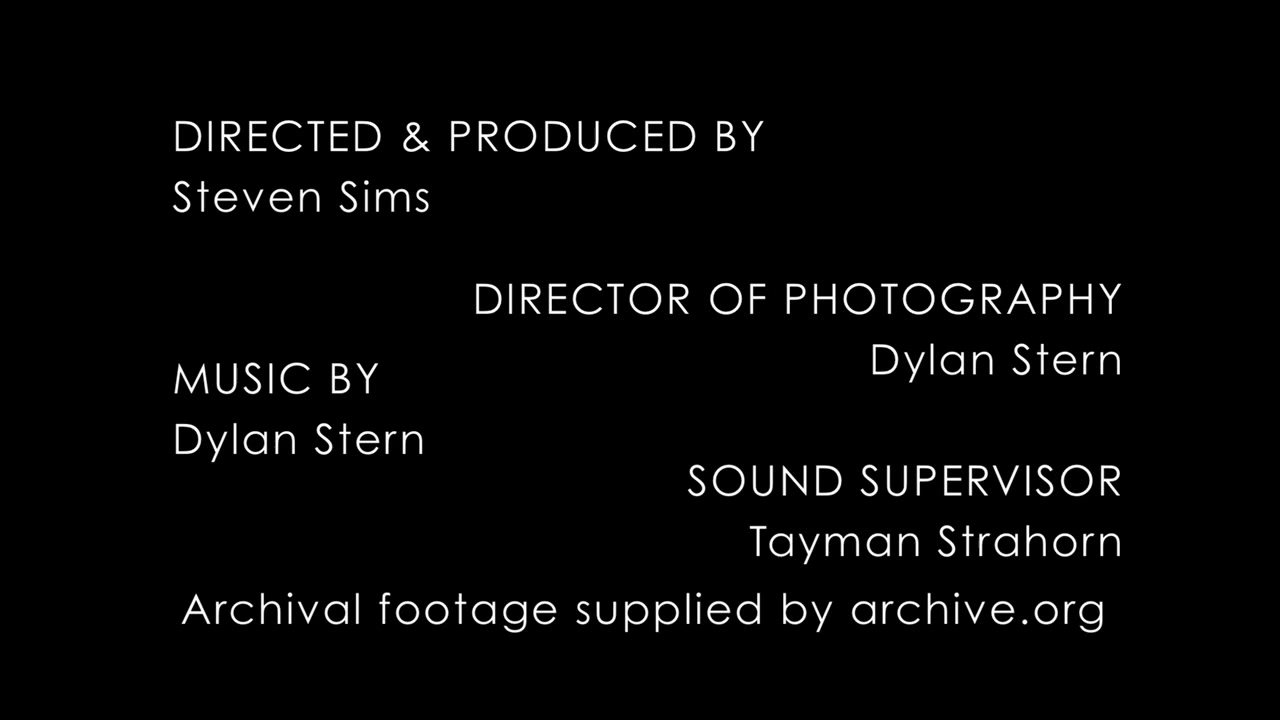 DIRECTED & PRODUCED BY
Steven Sims
DIRECTOR OF PHOTOGRAPHY
Dylan Stern
MUSIC BY
Dylan Stern
SOUND SUPERVISOR
Tayman Strahorn
Archival footage supplied by archive.org